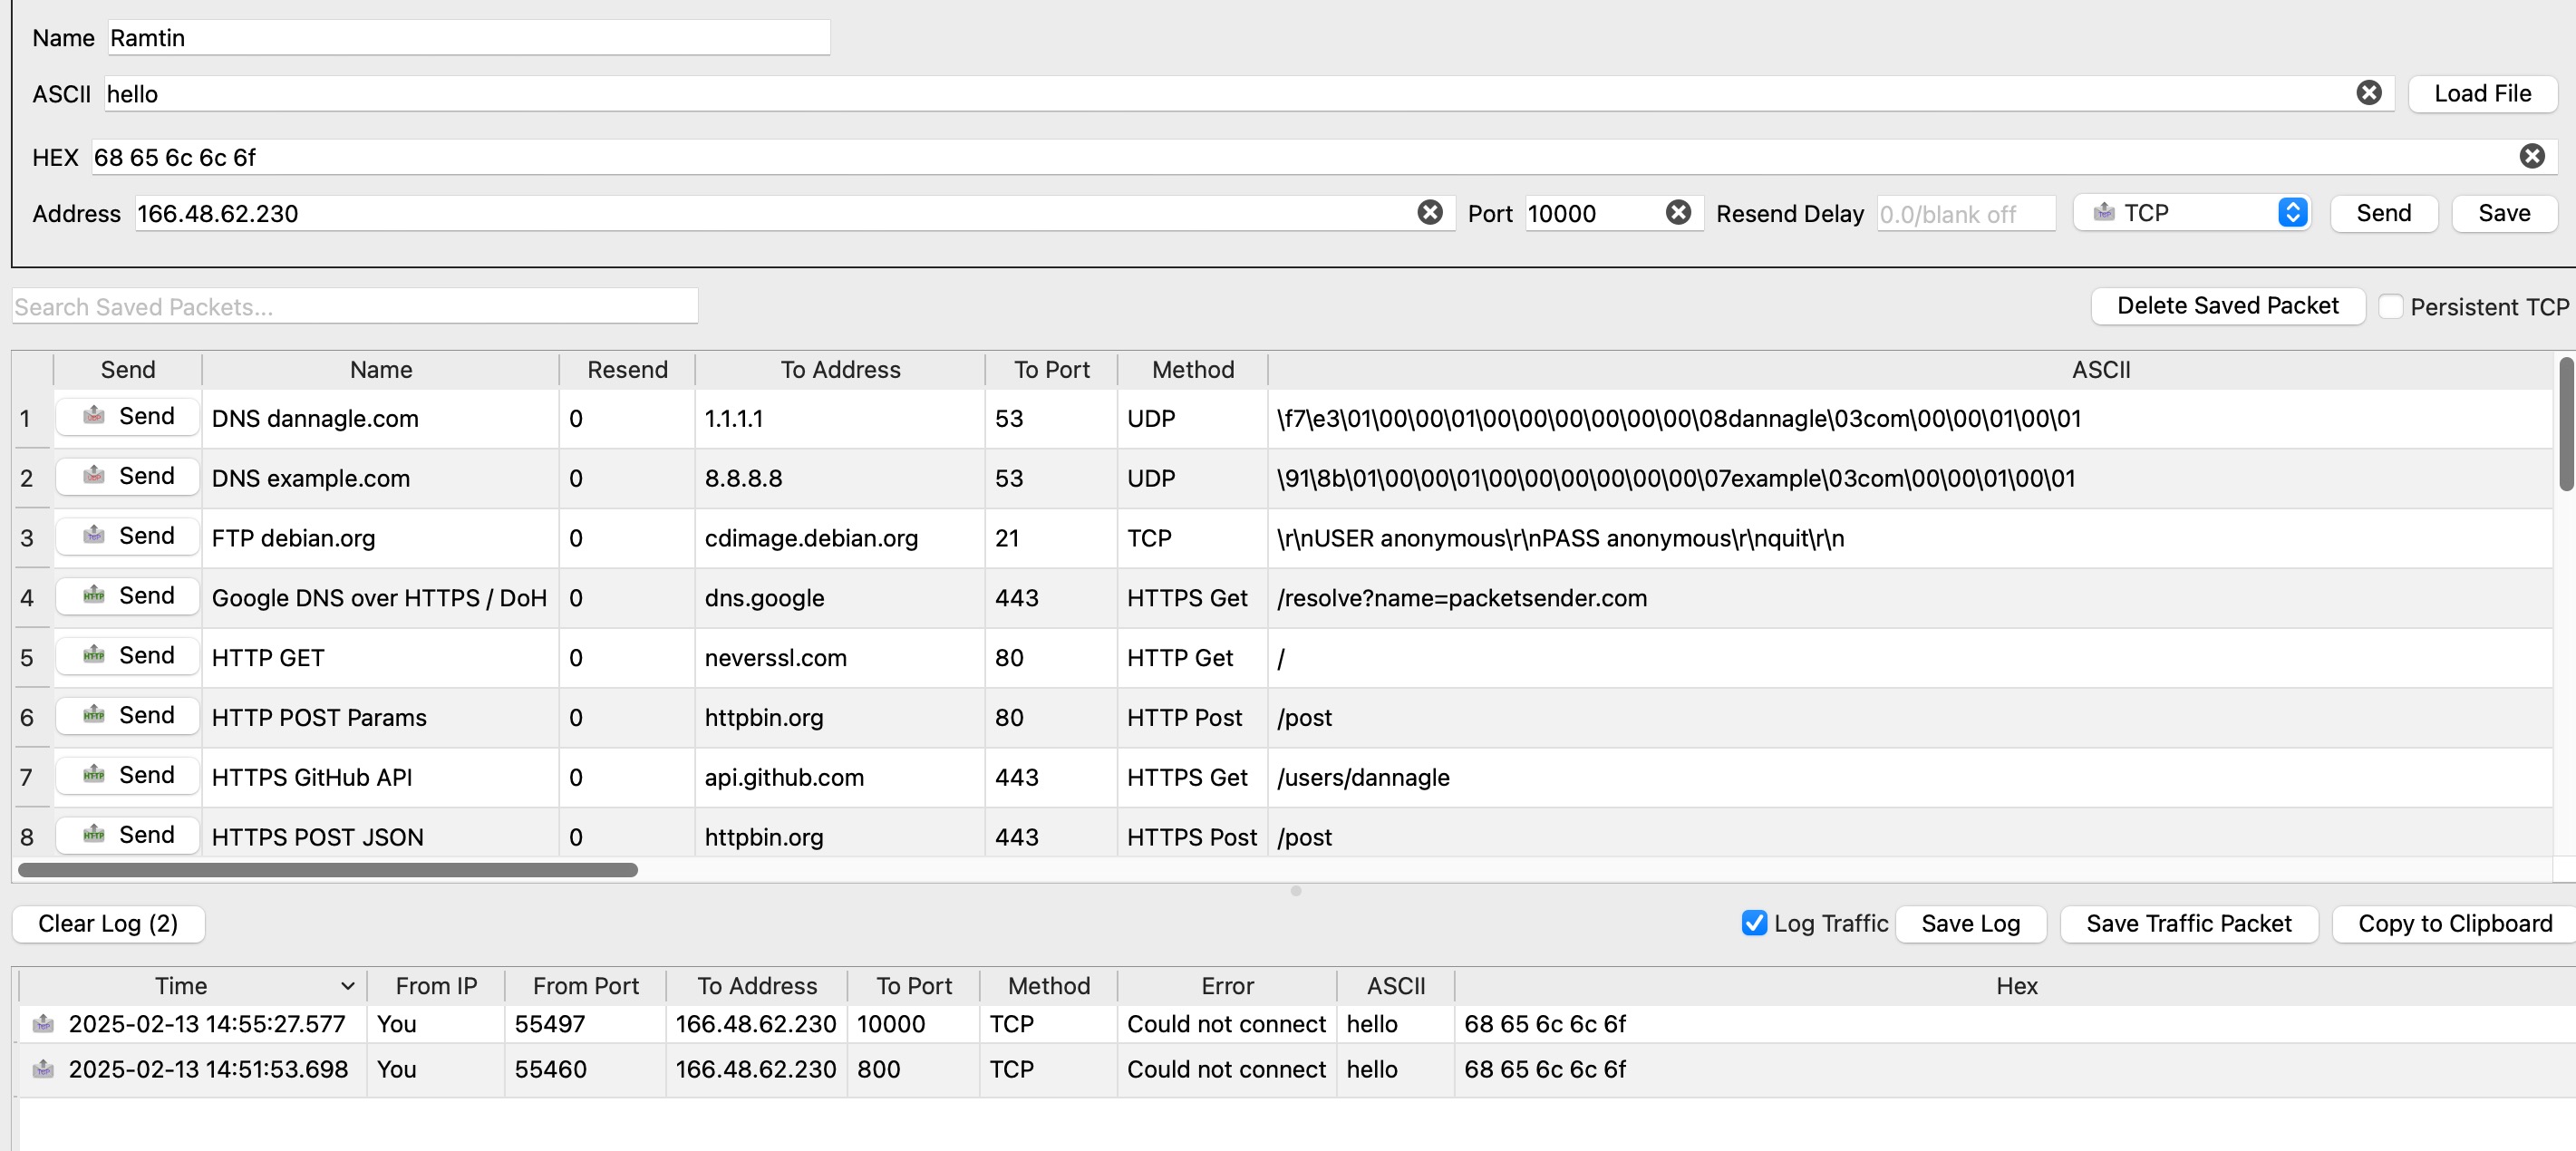 Name Ramtin
ASCII hello Load File
HEX 68 65 6c 6c 6f
Address 166.48.62.230 Port 10000 Resend Delay 0.0/blank off TCP Send Save
Search Saved Packets... Delete Saved Packet Persistent TCP
Send Name Resend To Address To Port Method ASCII
1 Send DNS dannagle.com 0 1.1.1.1 53 UDP \f7\e3\01\00\00\01\00\00\00\00\00\00\08dannagle\03com\00\00\01\00\01
2 Send DNS example.com 0 8.8.8.8 53 UDP \91\8b\01\00\00\01\00\00\00\00\00\00\07example\03com\00\00\01\00\01
3 Send FTP debian.org 0 cdimage.debian.org 21 TCP \r\nUSER anonymous\r\nPASS anonymous\r\nquit\r\n
4 Send Google DNS over HTTPS / DoH 0 dns.google 443 HTTPS Get /resolve?name=packetsender.com
5 Send HTTP GET 0 neverssl.com 80 HTTP Get /
6 Send HTTP POST Params 0 httpbin.org 80 HTTP Post /post
7 Send HTTPS GitHub API 0 api.github.com 443 HTTPS Get /users/dannagle
8 Send HTTPS POST JSON 0 httpbin.org 443 HTTPS Post /post
Clear Log (2) Log Traffic Save Log Save Traffic Packet Copy to Clipboard
Time From IP From Port To Address To Port Method Error ASCII Hex
2025-02-13 14:55:27.577 You 55497 166.48.62.230 10000 TCP Could not connect hello 68 65 6c 6c 6f
2025-02-13 14:51:53.698 You 55460 166.48.62.230 800 TCP Could not connect hello 68 65 6c 6c 6f